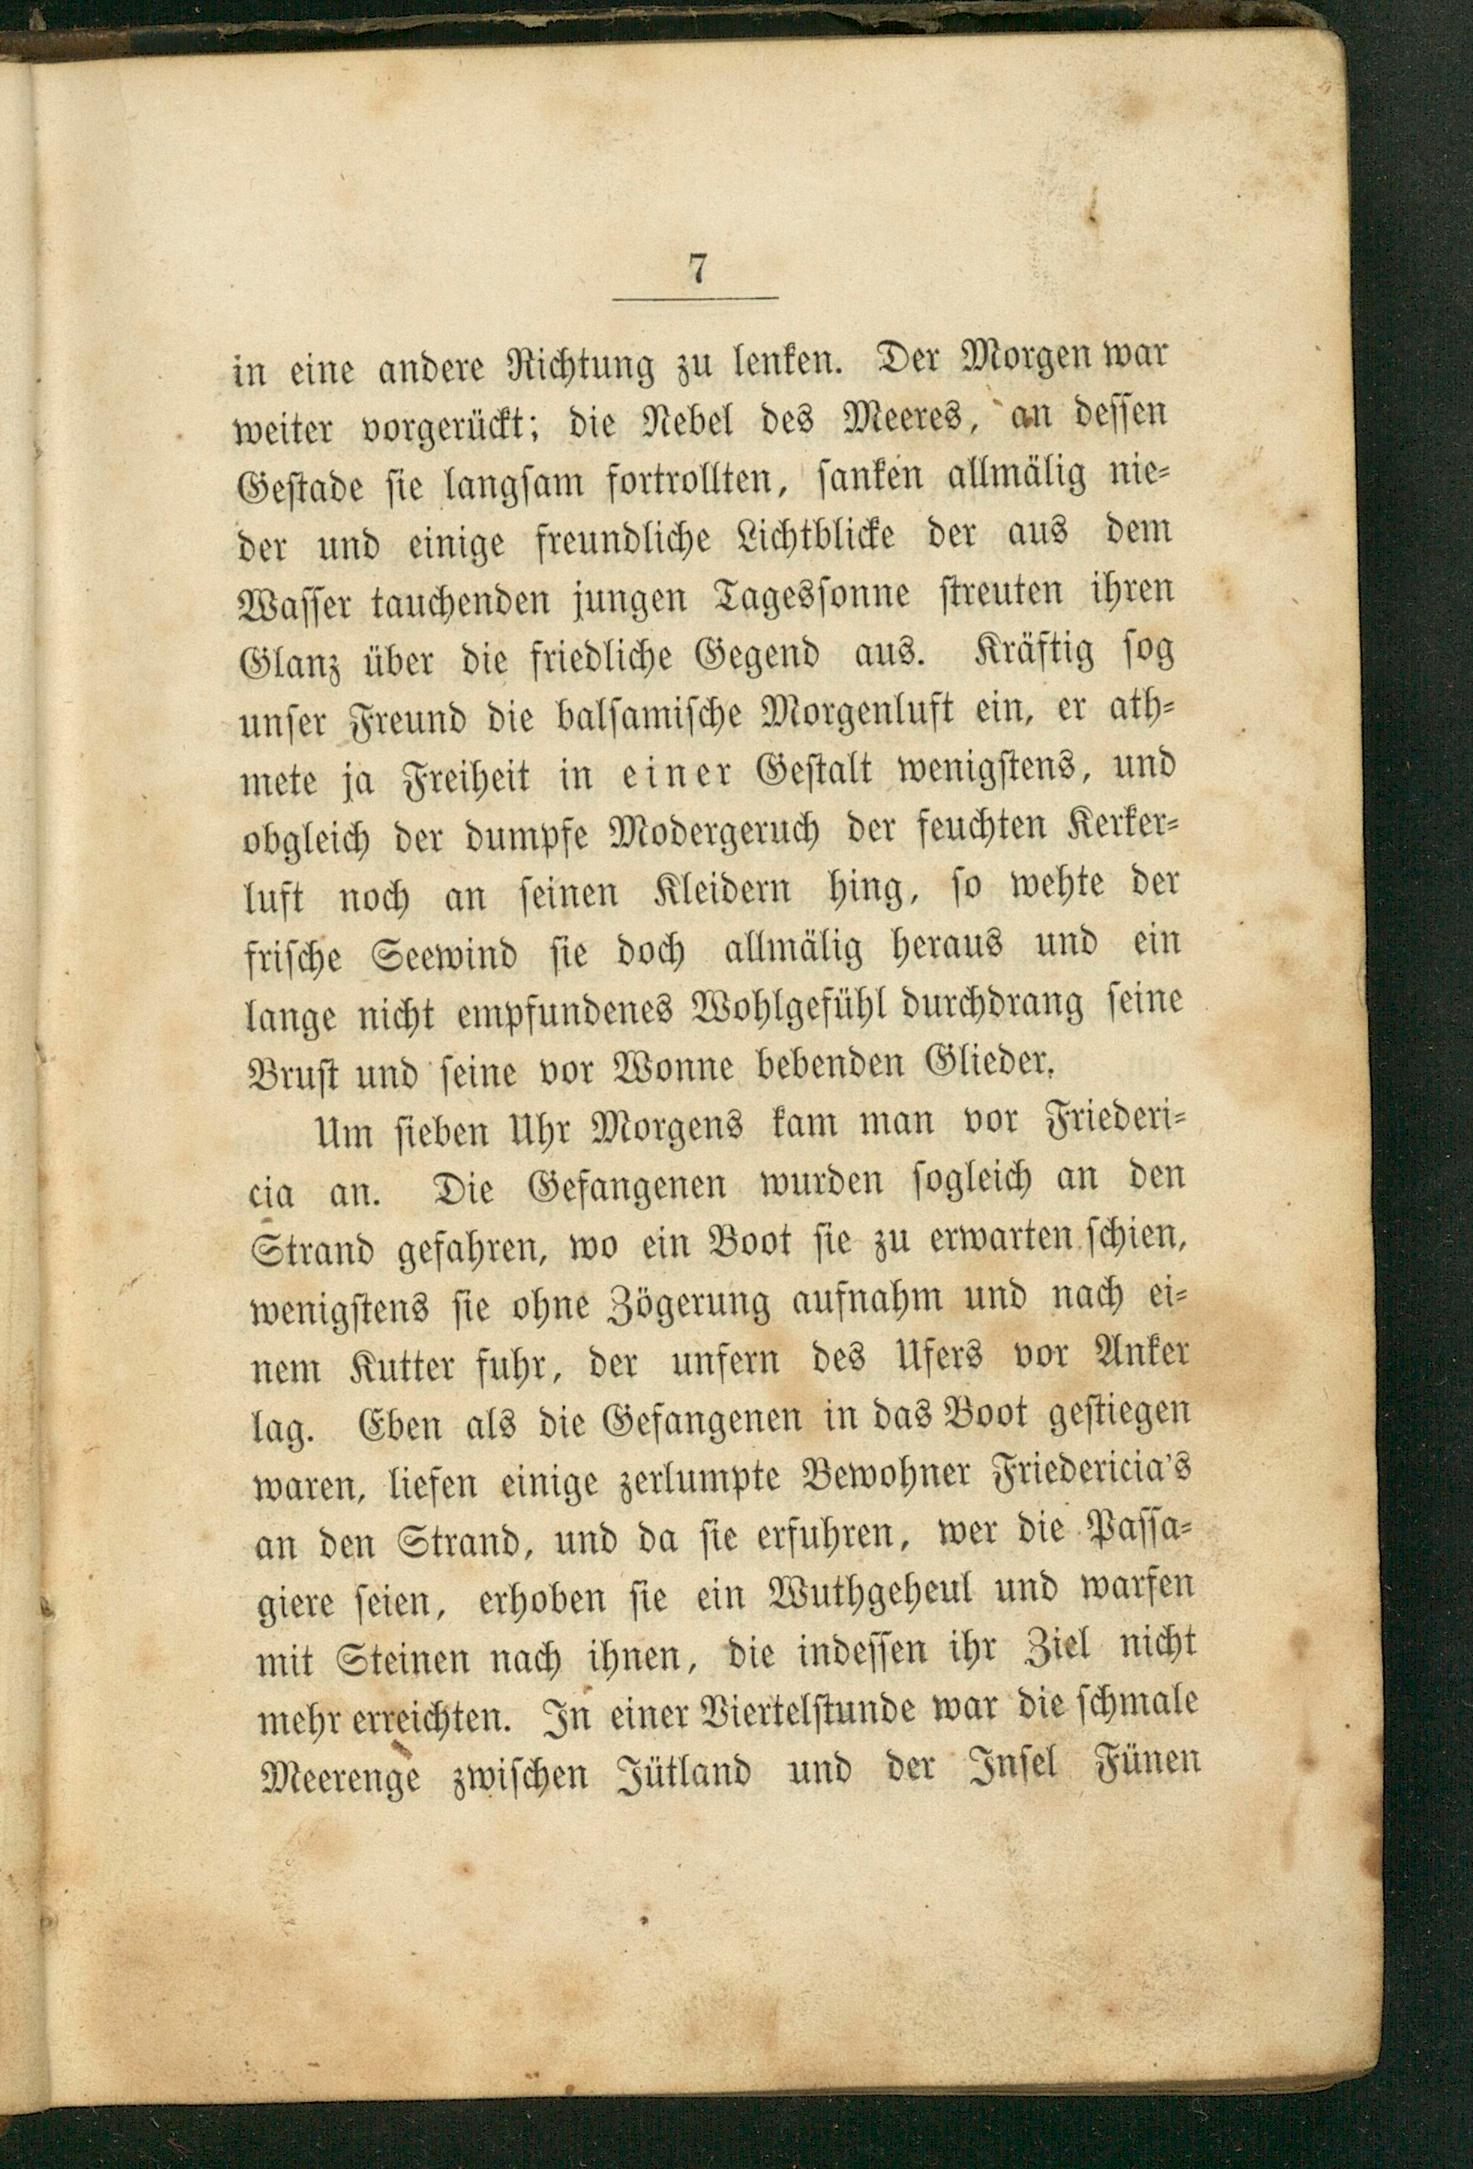 7
in eine andere Richtung zu lenken. Der Morgen war
weiter vorgerückt; die Nebel des Meeres, an dessen
Gestade sie langsam fortrollten, sanken allmälig nie-
der und einige freundliche Lichtblicke der aus dem
Wasser tauchenden jungen Tagessonne streuten ihren
Glanz über die friedliche Gegend aus. Kräftig sog
unser Freund die balsamische Morgenluft ein, er ath-
mete ja Freiheit in einer Gestalt wenigstens, und
obgleich der dumpfe Modergeruch der feuchten Kerker-
luft noch an seinen Kleidern hing, so wehte der
frische Seewind sie doch allmälig heraus und ein
lange nicht empfundenes Wohlgefühl durchdrang seine
Brust und seine vor Wonne bebenden Glieder.
Um sieben Uhr Morgens kam man vor Friederi-
cia an. Die Gefangenen wurden sogleich an den
Strand gefahren, wo ein Boot sie zu erwarten schien,
wenigstens sie ohne Zögerung aufnahm und nach ei-
nem Kutter fuhr, der unfern des Ufers vor Anker
lag. Eben als die Gefangenen in das Boot gestiegen
waren, liefen einige zerlumpte Bewohner Friedericia's
an den Strand, und da sie erfuhren, wer die Passa-
giere seien, erhoben sie ein Wuthgeheul und warfen
mit Steinen nach ihnen, die indessen ihr Ziel nicht
mehr erreichten. In einer Viertelstunde war die schmale
Meerenge zwischen Jütland und der Insel Fünen